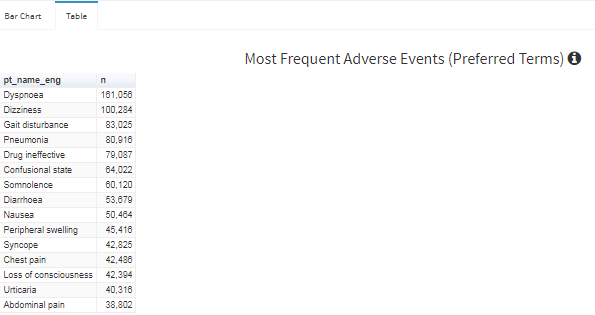 Bar Chart Table
Most Frequent Adverse Events (Preferred Terms)
pt_name_eng n
Dyspnoea 161,056
Dizziness 100,284
Gait disturbance 83,025
Pneumonia 80,916
Drug ineffective 79,087
Confusional state 64,022
Somnolence 60,120
Diarrhoea 53,679
Nausea 50,464
Peripheral swelling 45,416
Syncope 42,825
Chest pain 42,486
Loss of consciousness 42,394
Urticaria 40,316
Abdominal pain 38,802